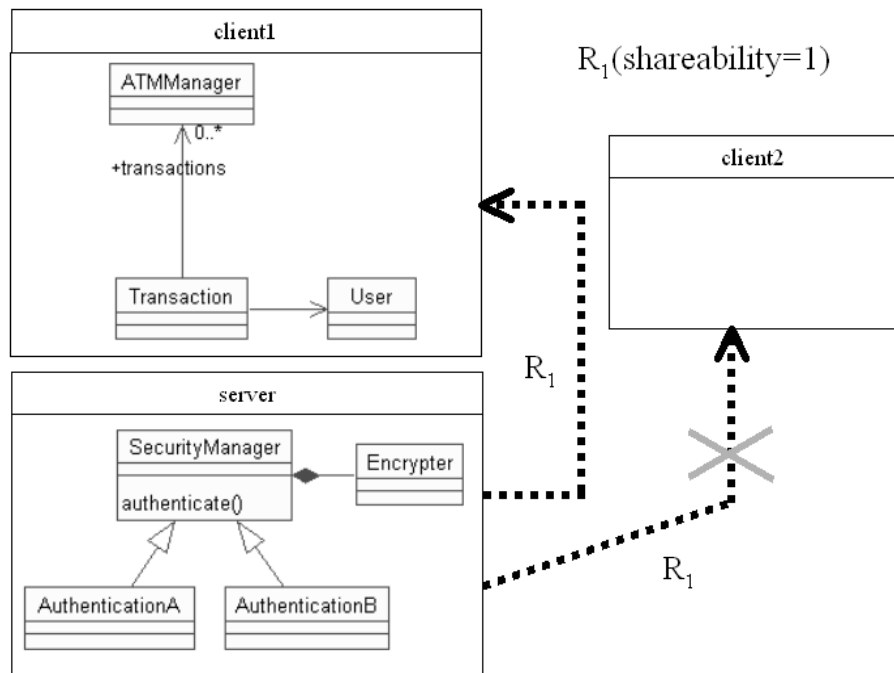 client1
ATMManager
0..*
+transactions
Transaction
User
R₁(shareability=1)
client2
R₁
server
SecurityManager
authenticate()
Encrypter
AuthenticationA
AuthenticationB
R₁